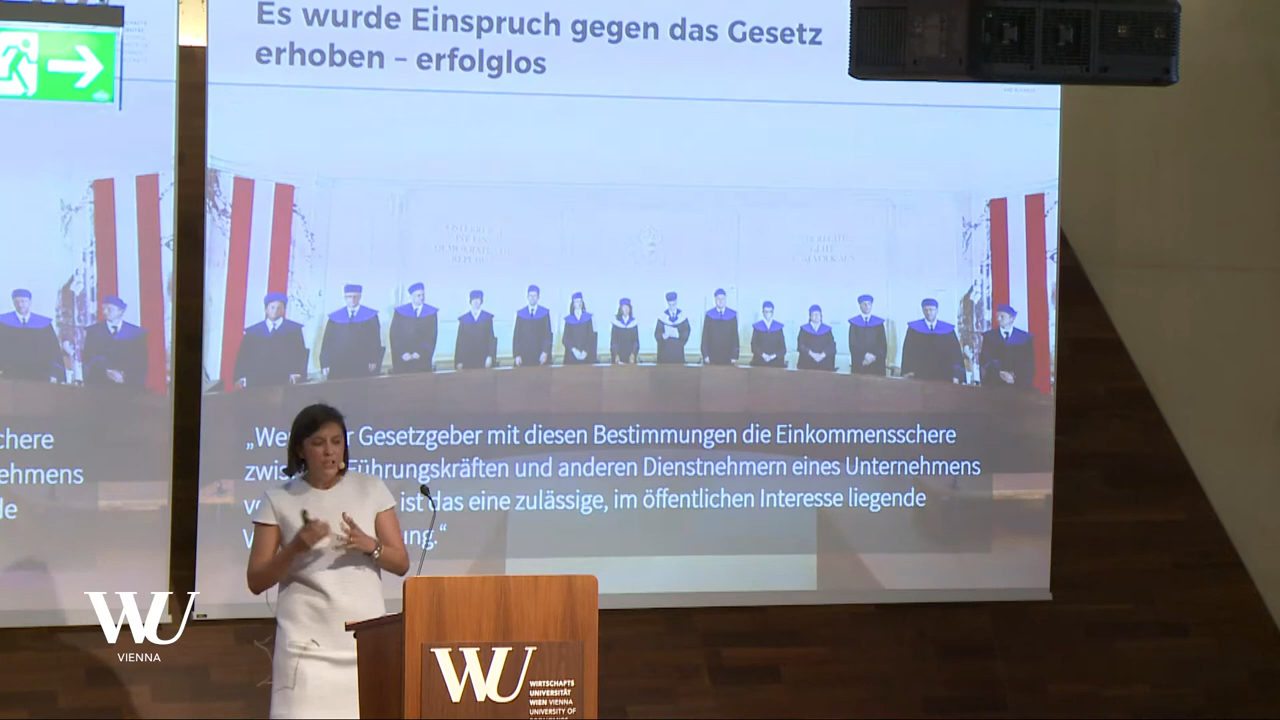 Es wurde Einspruch gegen das Gesetz
erhoben – erfolglos
„We r Gesetzgeber mit diesen Bestimmungen die Einkommensschere
Führungskräften und anderen Dienstnehmern eines Unternehmens
ist das eine zulässige, im öffentlichen Interesse liegende
ung.“
chere
ehmens
WU
VIENNA
WU
WIRTSCHAFTS
UNIVERSITÄT
WIEN VIENNA
UNIVERSITY OF